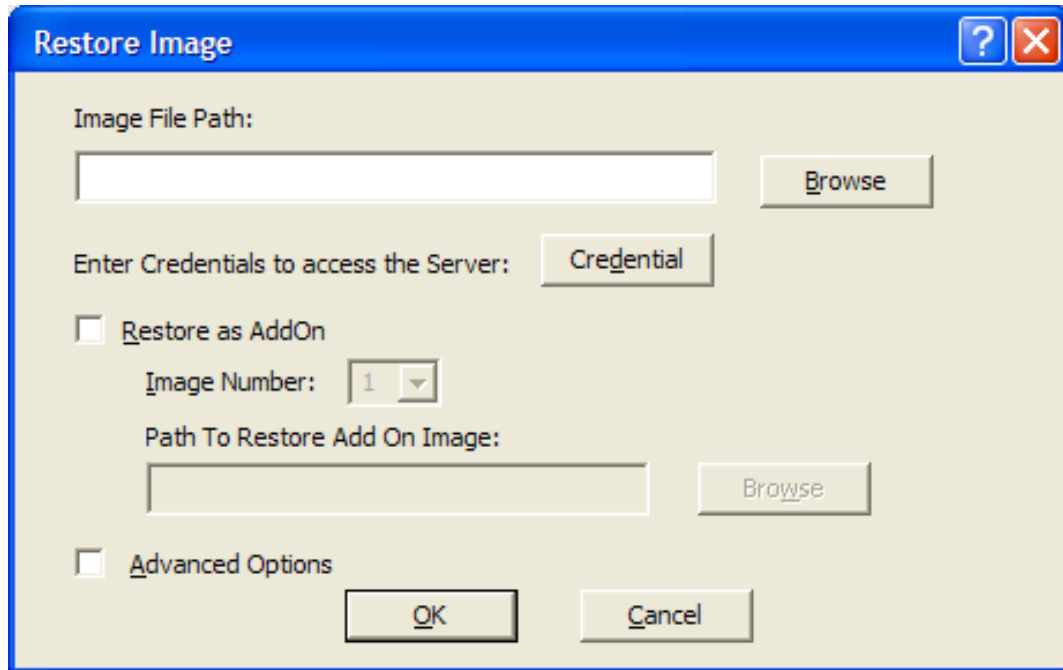 Restore Image
?
Image File Path:
Browse
Enter Credentials to access the Server: Credential
Restore as AddOn
Image Number: 1
Path To Restore Add On Image:
Browse
Advanced Options
OK Cancel